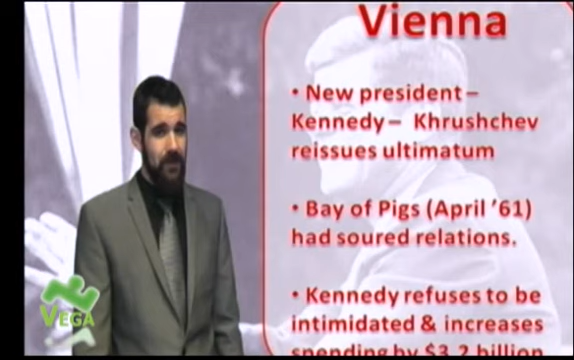 Vienna
• New president –
Kennedy – Khrushchev
reissues ultimatum
• Bay of Pigs (April '61)
had soured relations.
• Kennedy refuses to be
intimidated & increases
spending by $3.2 billion
VEGA